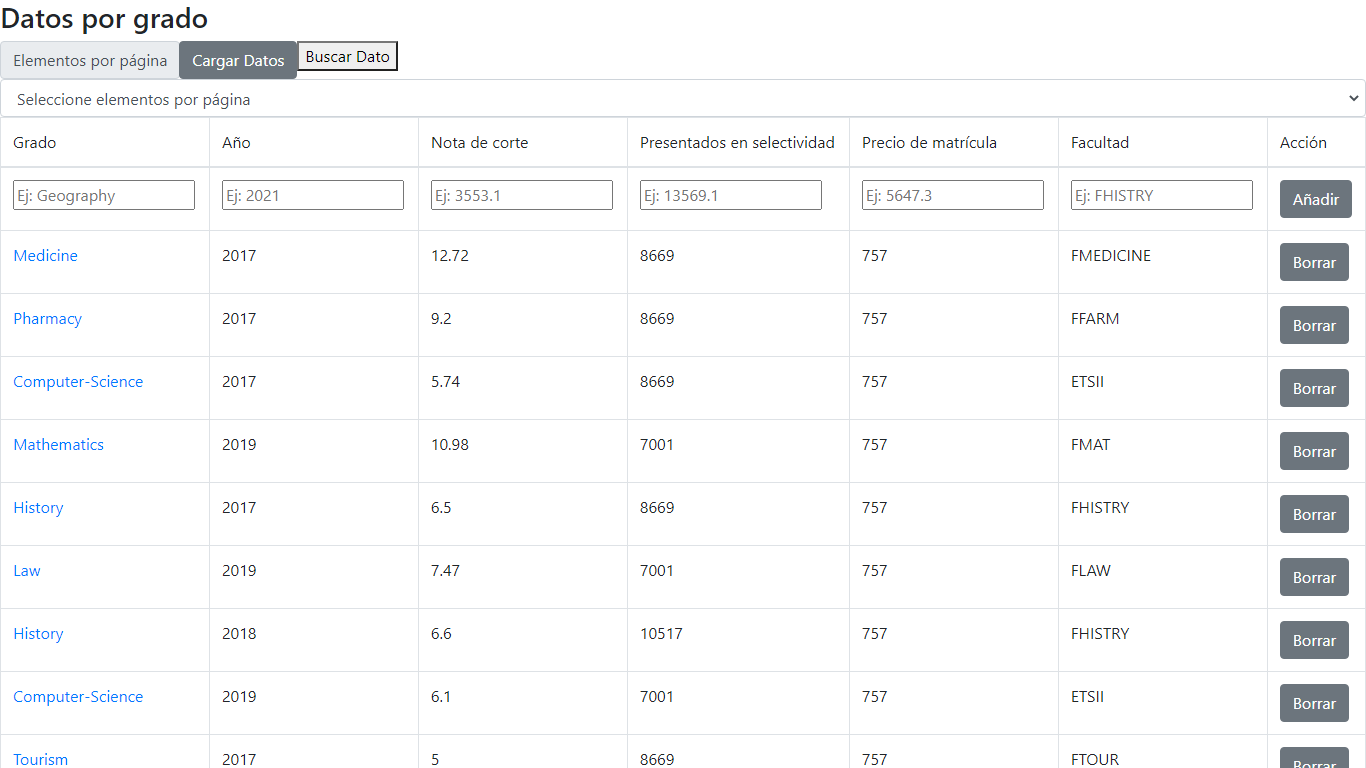 Datos por grado
Elementos por página Cargar Datos Buscar Dato
Seleccione elementos por página
Grado Año Nota de corte Presentados en selectividad Precio de matrícula Facultad Acción
Ej: Geography Ej: 2021 Ej: 3553.1 Ej: 13569.1 Ej: 5647.3 Ej: FHISTRY Añadir
Medicine 2017 12.72 8669 757 FMEDICINE Borrar
Pharmacy 2017 9.2 8669 757 FFARM Borrar
Computer-Science 2017 5.74 8669 757 ETSII Borrar
Mathematics 2019 10.98 7001 757 FMAT Borrar
History 2017 6.5 8669 757 FHISTRY Borrar
Law 2019 7.47 7001 757 FLAW Borrar
History 2018 6.6 10517 757 FHISTRY Borrar
Computer-Science 2019 6.1 7001 757 ETSII Borrar
Tourism 2017 5 8669 757 FTOUR Borrar